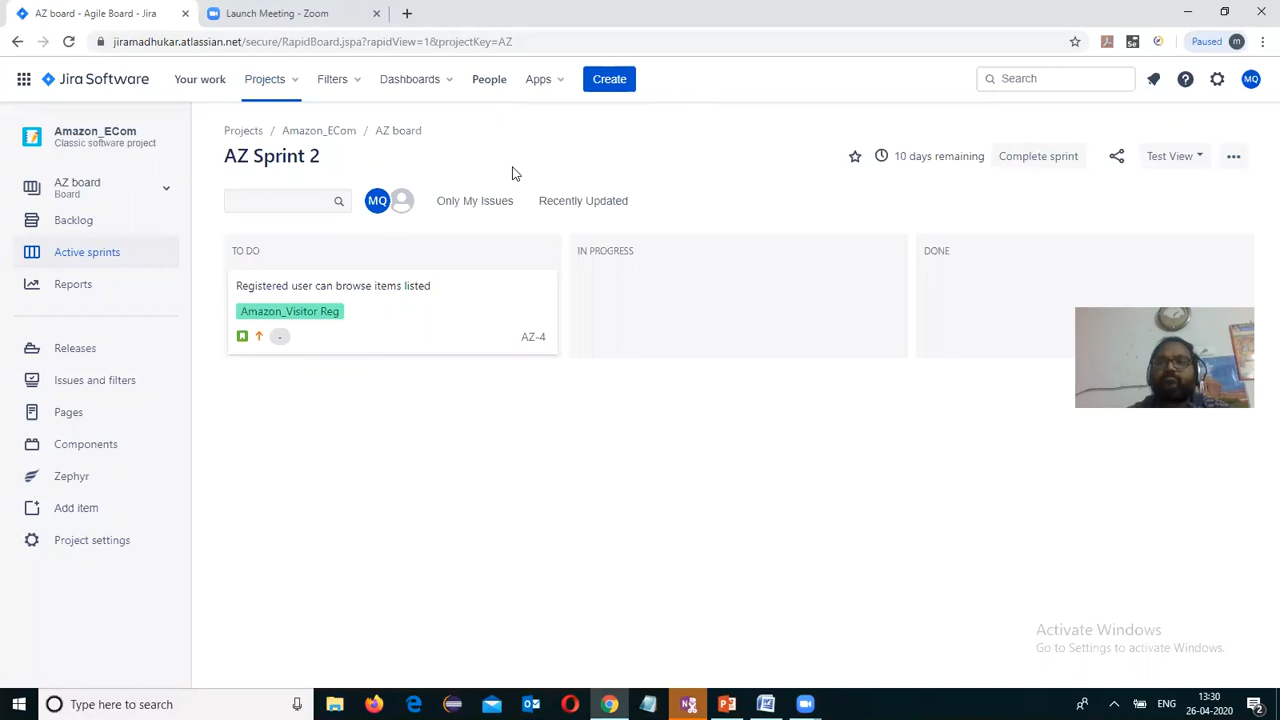 AZ board - Agile Board - Jira
Launch Meeting - Zoom
jiramadhukar.atlassian.net/secure/RapidBoard.jspa?rapidView=1&projectKey=AZ
Paused m
Jira Software
Your work
Projects
Filters
Dashboards
People
Apps
Create
Search
MQ
Amazon_ECom
Classic software project
AZ board
Board
Backlog
Active sprints
Reports
Releases
Issues and filters
Pages
Components
Zephyr
Add item
Project settings
Projects / Amazon_ECom / AZ board
AZ Sprint 2
10 days remaining
Complete sprint
Test View
MQ
Only My Issues
Recently Updated
TO DO
IN PROGRESS
DONE
Registered user can browse items listed
Amazon_Visitor Reg
-
AZ-4
Activate Windows
Go to Settings to activate Windows.
Type here to search
ENG
13:30
26-04-2020
2